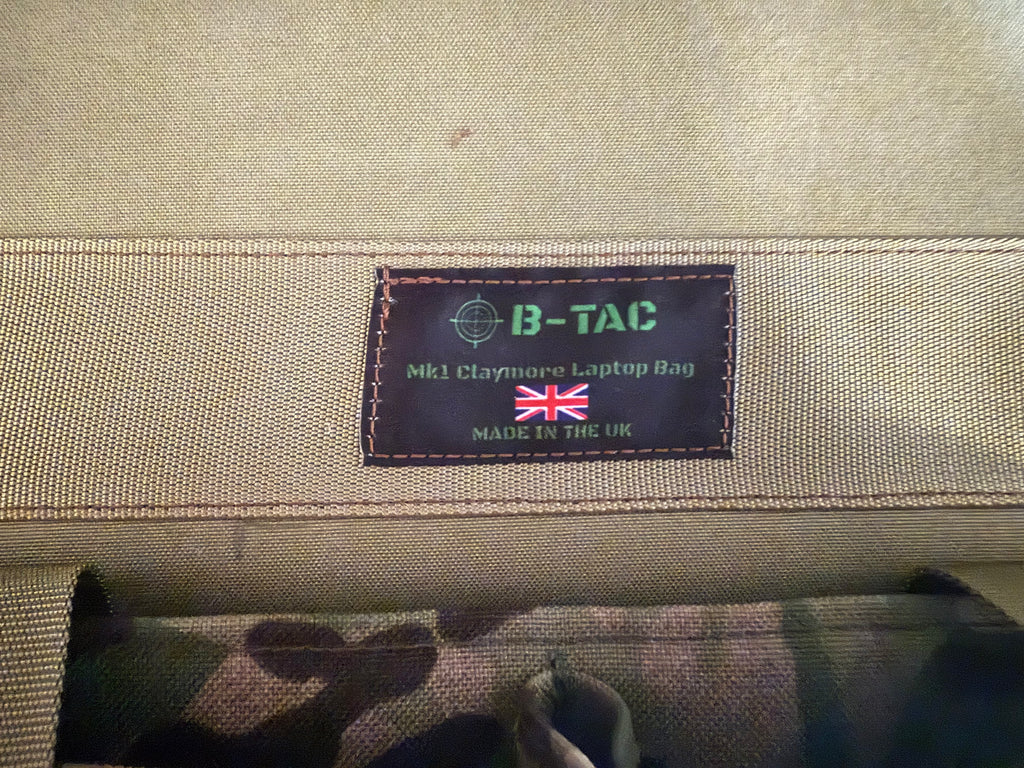 B-TAC
Mk1 Claymore Laptop Bag
MADE IN THE UK